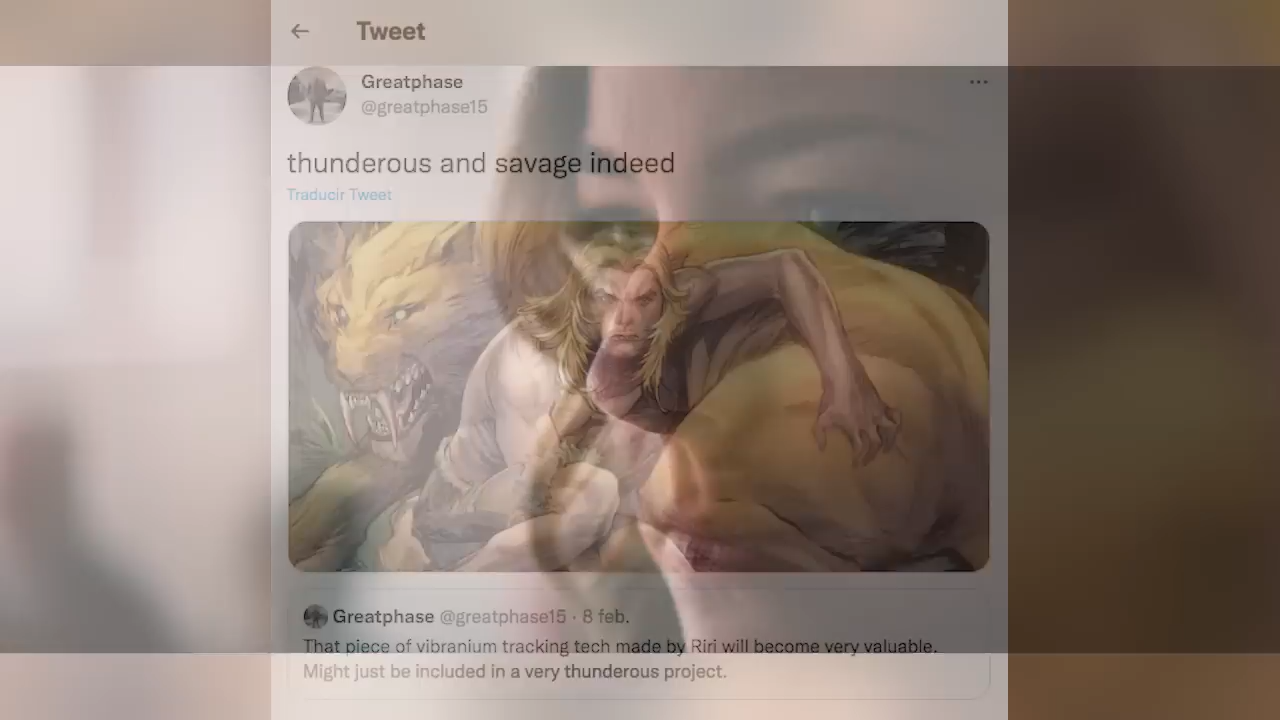 Tweet
Greatphase
@greatphase15
thunderous and savage indeed
Traducir Tweet
Greatphase @greatphase15 · 8 feb.
That piece of vibranium tracking tech made by Riri will become very valuable.
Might just be included in a very thunderous project.